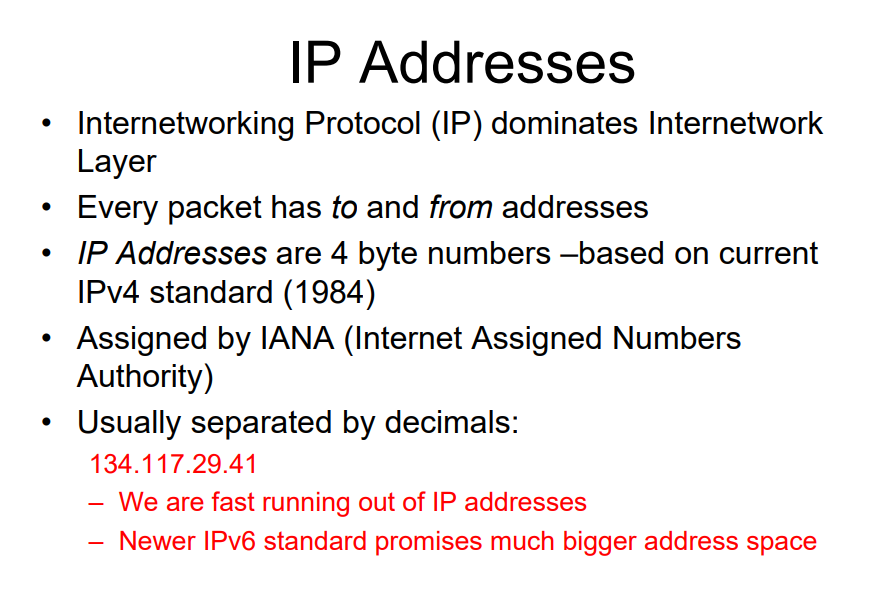 IP Addresses
• Internetworking Protocol (IP) dominates Internetwork
Layer
• Every packet has to and from addresses
• IP Addresses are 4 byte numbers –based on current
IPv4 standard (1984)
• Assigned by IANA (Internet Assigned Numbers
Authority)
• Usually separated by decimals:
134.117.29.41
– We are fast running out of IP addresses
– Newer IPv6 standard promises much bigger address space